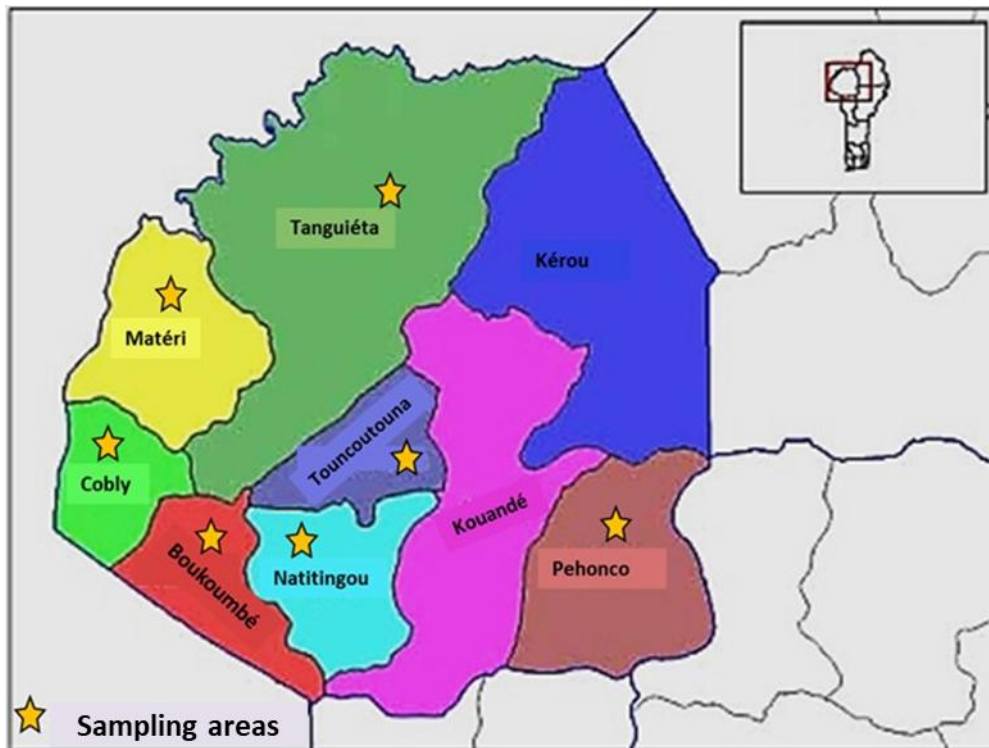 Tanguiéta
Kérou
Matéri
Touncoutouna
Cobly
Kouandé
Boukoumbé
Natitingou
Pehonco
Sampling areas